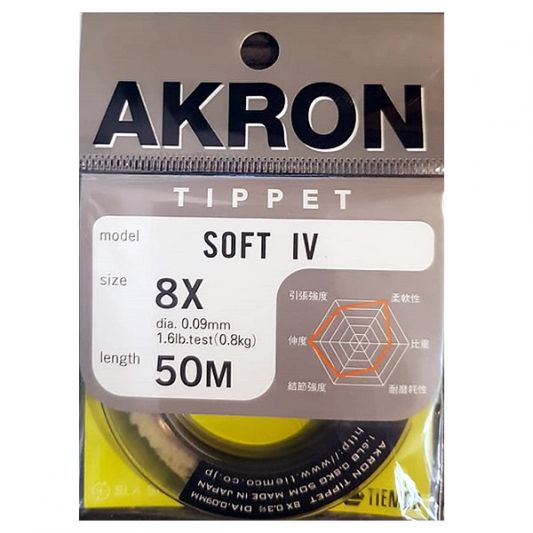 AKRON
TIPPET
model
SOFT IV
size
8X
dia. 0.09mm
1.6lb.test(0.8kg)
length
50M
引張強度
柔軟性
伸度
比重
結節強度
耐磨耗性
AKRON TIPPET 8X 0.3号 DIA.0.09MM
1.6LB 0.8KG 50M MADE IN JAPAN
http://www.tiemco.co.jp